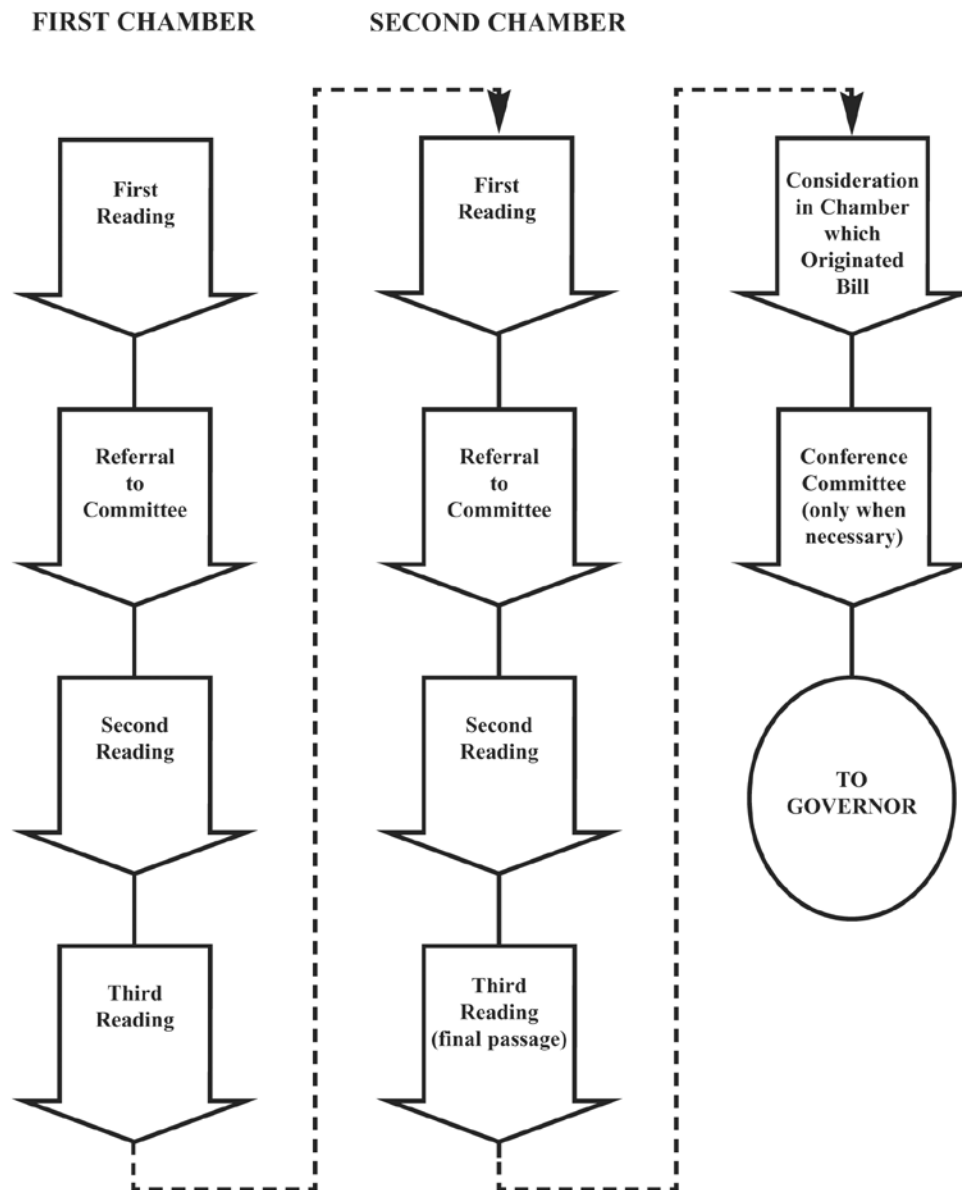 FIRST CHAMBER
First
Reading
Referral
to
Committee
Second
Reading
Third
Reading
SECOND CHAMBER
First
Reading
Referral
to
Committee
Second
Reading
Third
Reading
(final passage)
Consideration
in Chamber
which
Originated
Bill
Conference
Committee
(only when
necessary)
TO
GOVERNOR